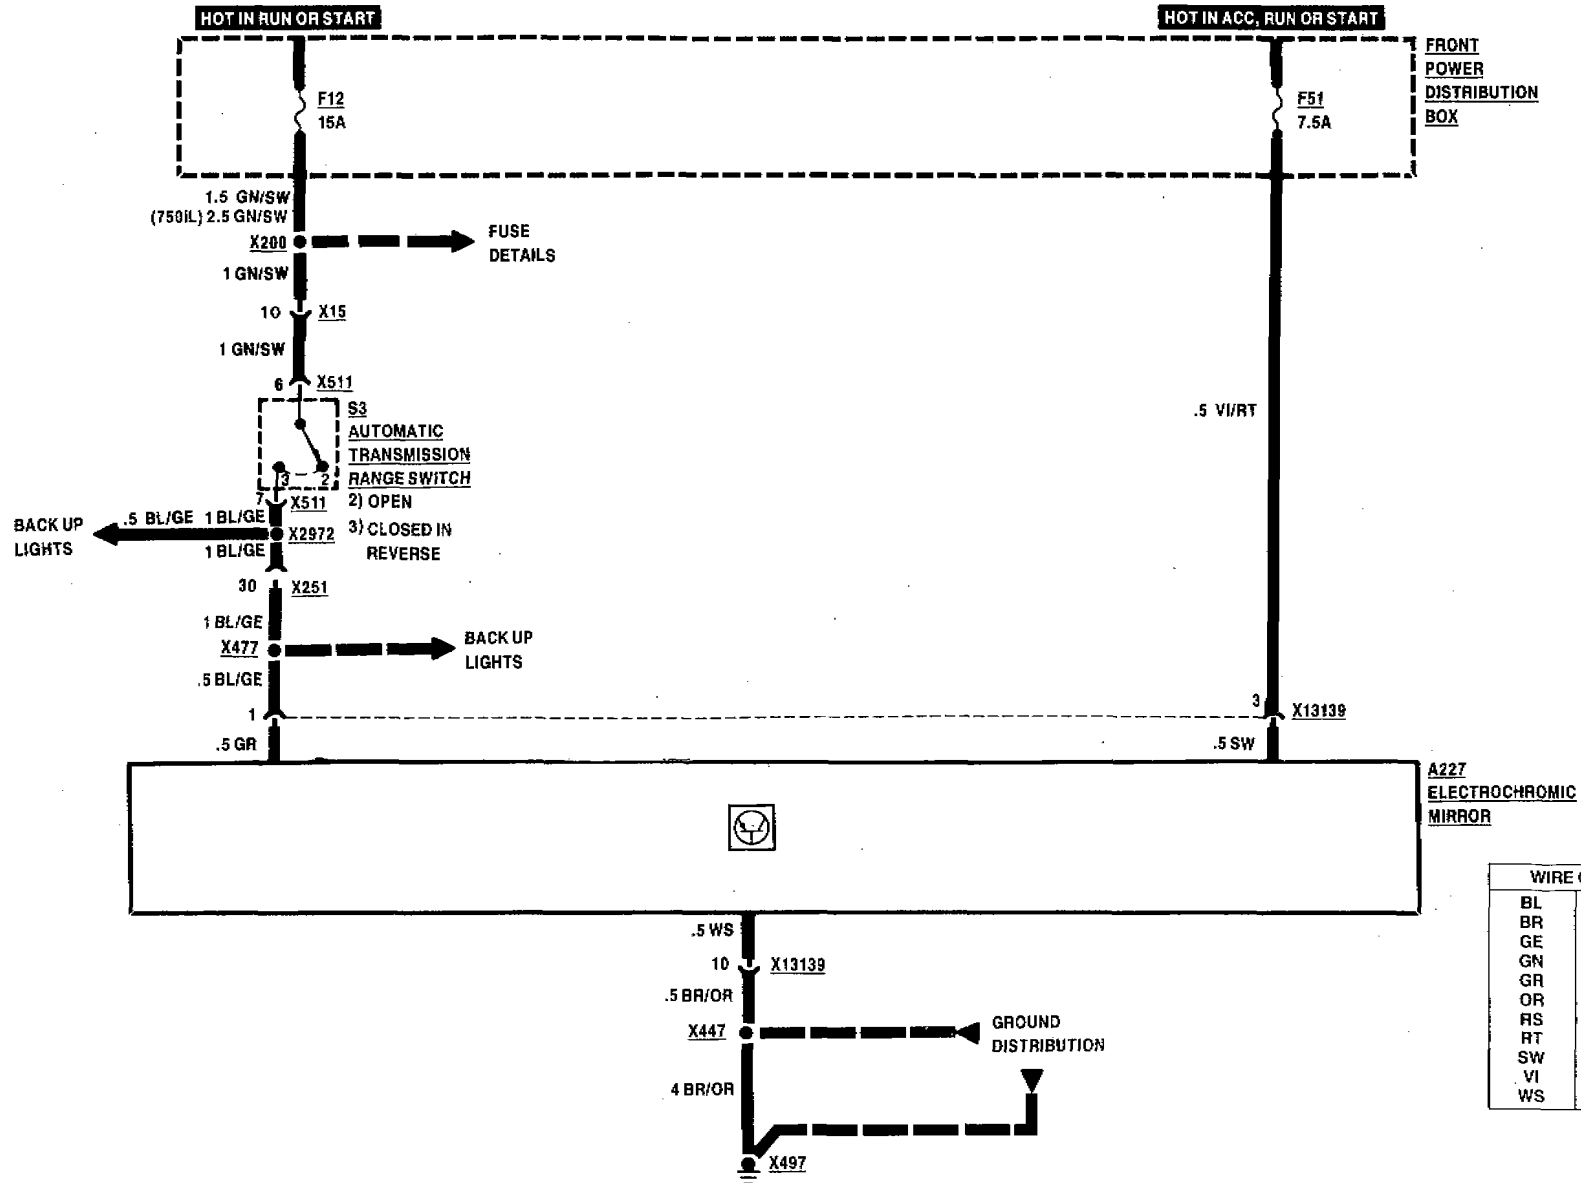 HOT IN RUN OR START
HOT IN ACC, RUN OR START
FRONT
POWER
DISTRIBUTION
BOX
F12
15A
F51
7.5A
1.5 GN/SW
(750iL) 2.5 GN/SW
X200
FUSE
DETAILS
1 GN/SW
10
X15
1 GN/SW
6
X511
S3
AUTOMATIC
TRANSMISSION
RANGE SWITCH
2) OPEN
3) CLOSED IN
REVERSE
3
2
7
X511
.5 VI/RT
BACK UP
LIGHTS
.5 BL/GE
1 BL/GE
X2972
1 BL/GE
30
X251
1 BL/GE
X477
BACK UP
LIGHTS
.5 BL/GE
1
3
X13139
.5 GR
.5 SW
A227
ELECTROCHROMIC
MIRROR
.5 WS
10
X13139
.5 BR/OR
X447
GROUND
DISTRIBUTION
4 BR/OR
X497
WIRE
BL
BR
GE
GN
GR
OR
RS
RT
SW
VI
WS